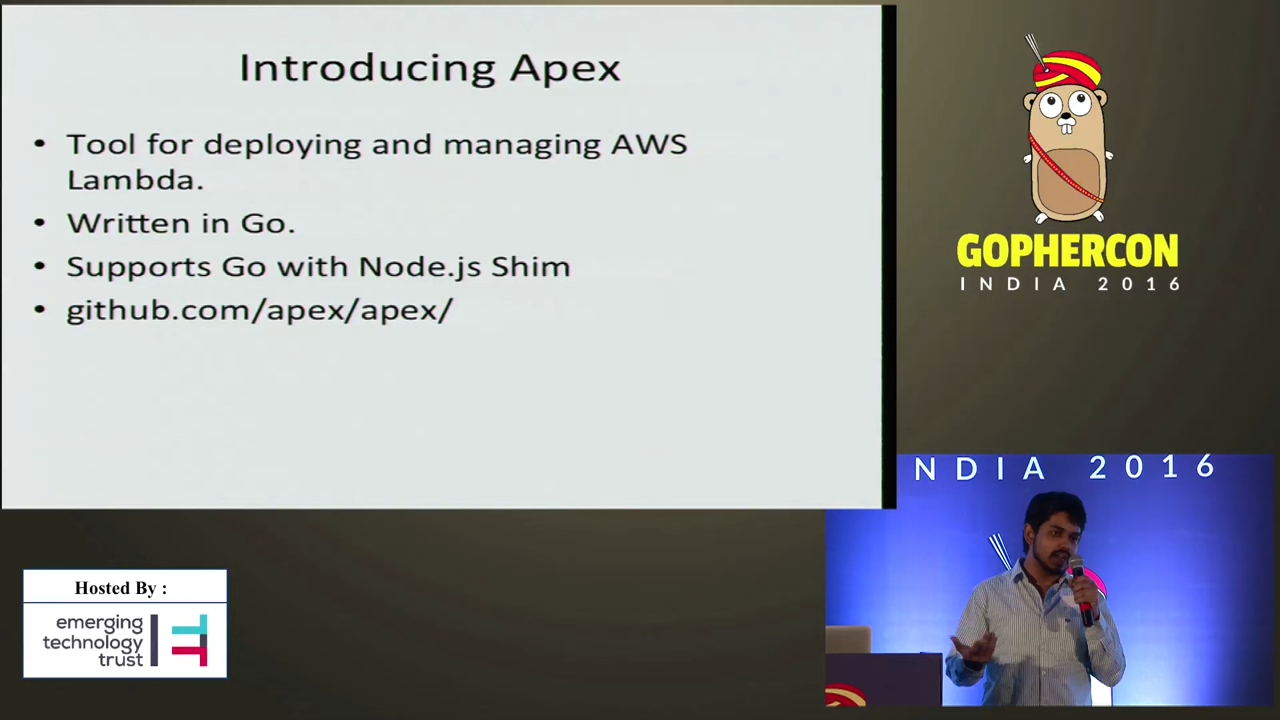 Introducing Apex
• Tool for deploying and managing AWS
Lambda.
• Written in Go.
• Supports Go with Node.js Shim
• github.com/apex/apex/
GOPHERCON
INDIA 2016
NDIA 2016
Hosted By :
emerging
technology
trust